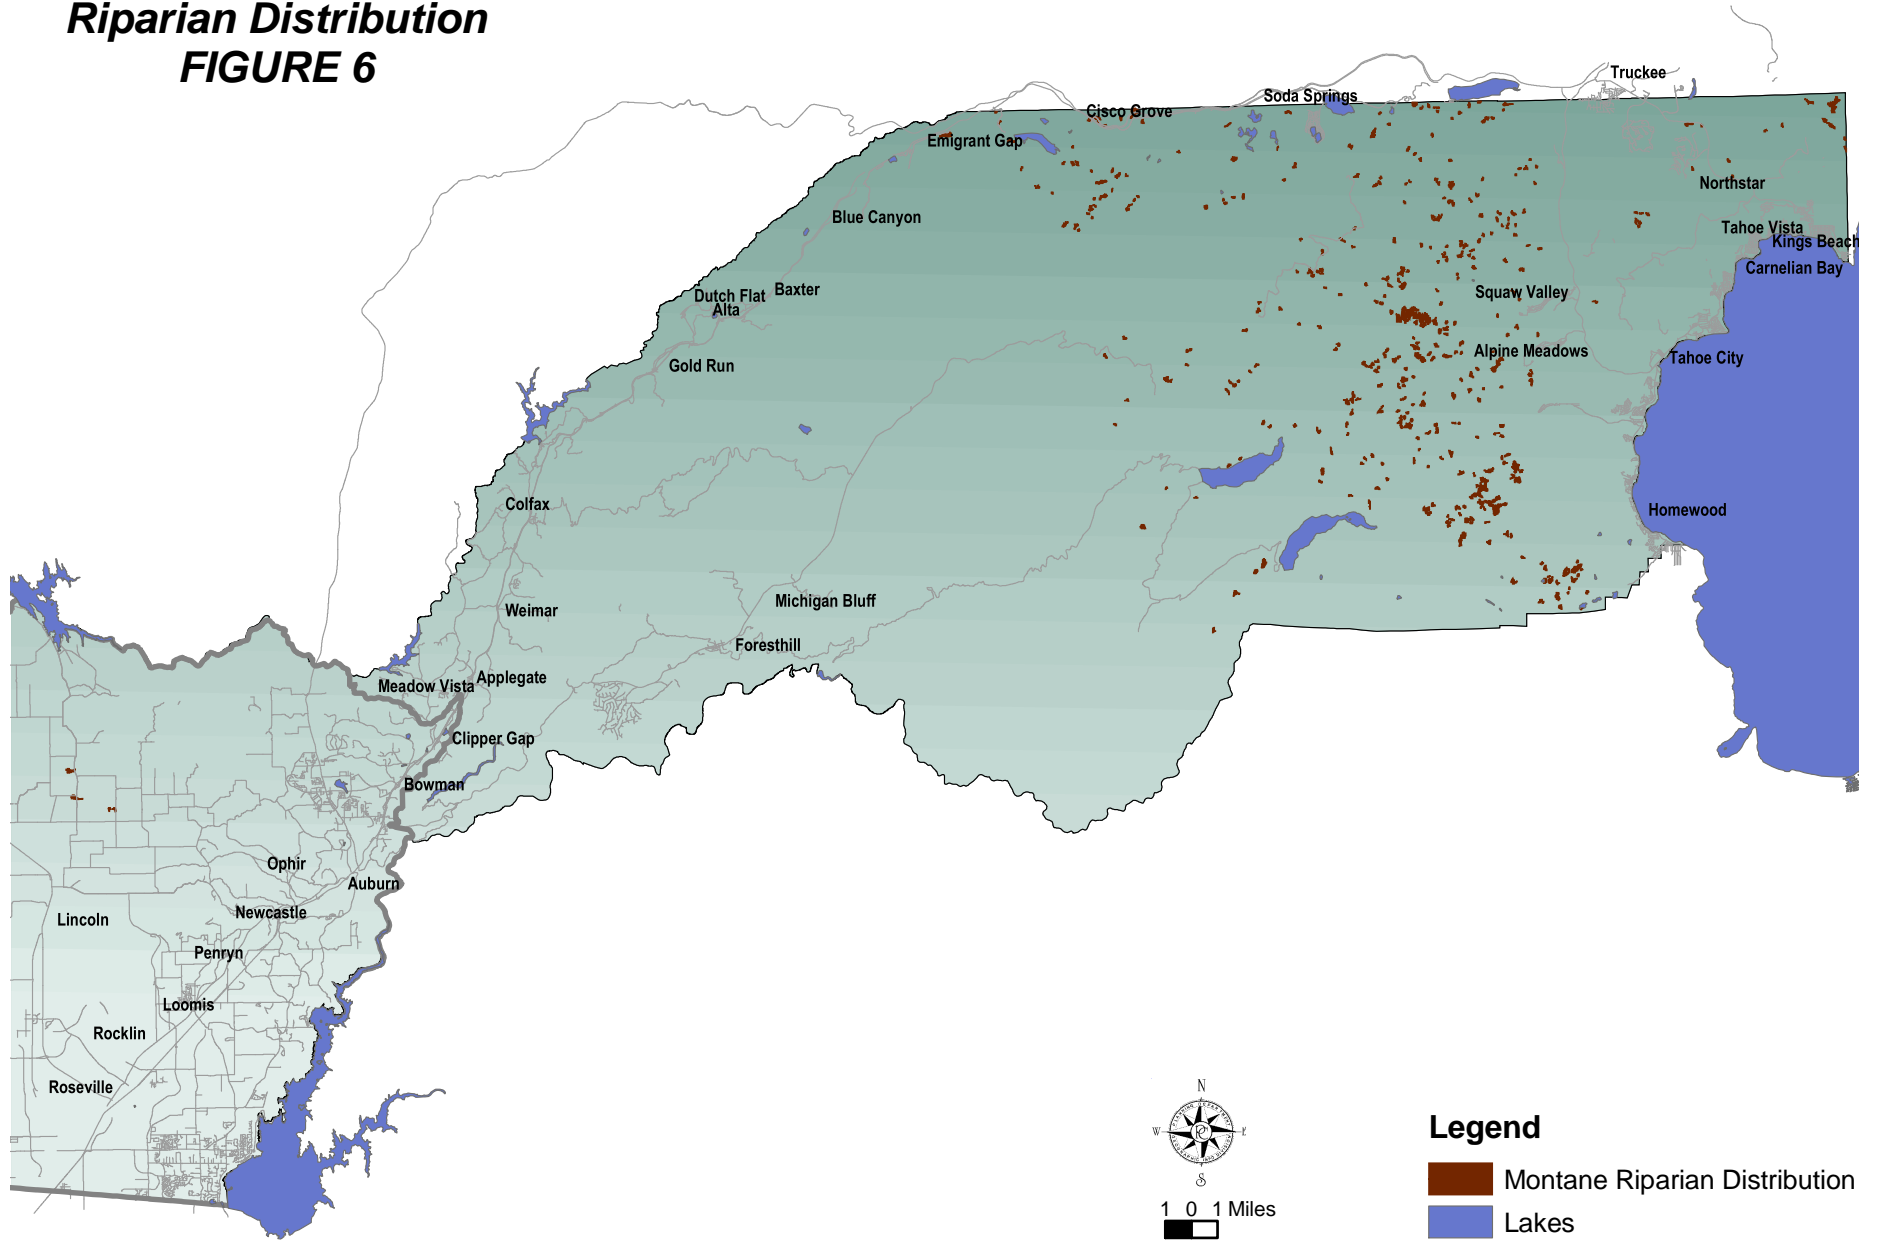 Riparian Distribution
FIGURE 6
Truckee
Soda Springs
Cisco Grove
Emigrant Gap
Northstar
Blue Canyon
Tahoe Vista
Kings Beach
Carnelian Bay
Baxter
Dutch Flat
Alta
Squaw Valley
Alpine Meadows
Tahoe City
Gold Run
Colfax
Homewood
Michigan Bluff
Weimar
Foresthill
Applegate
Meadow Vista
Clipper Gap
Bowman
Ophir
Auburn
Newcastle
Lincoln
Penryn
Loomis
Rocklin
Roseville
N
W
E
S
1 0 1 Miles
Legend
Montane Riparian Distribution
Lakes